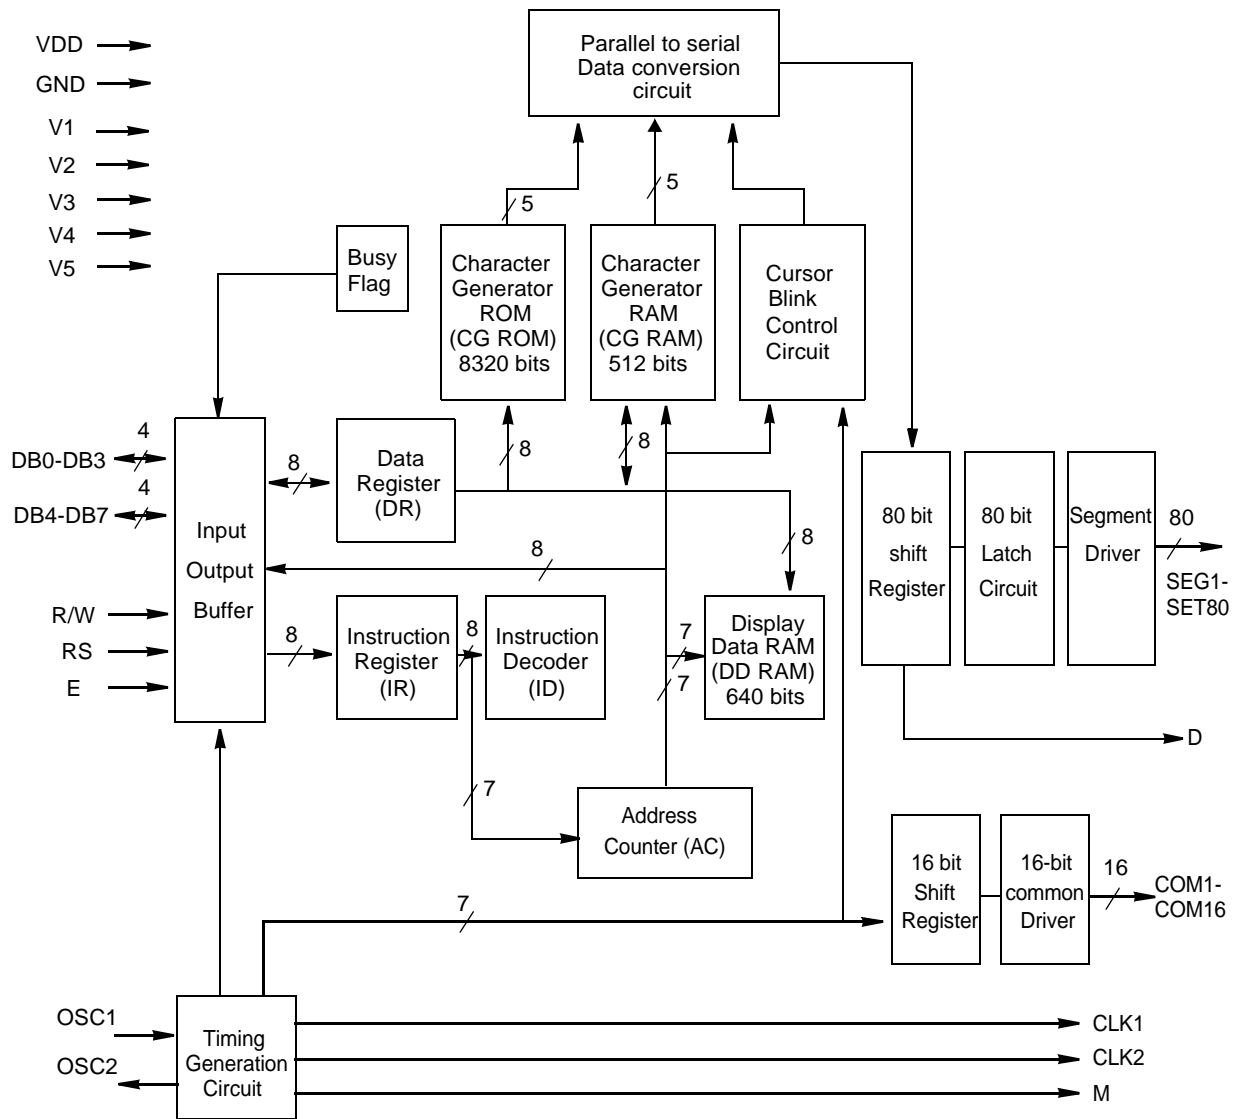 VDD
GND
V1
V2
V3
V4
V5
Parallel to serial
Data conversion
circuit
5
5
Busy
Flag
Character
Generator
ROM
(CG ROM)
8320 bits
Character
Generator
RAM
(CG RAM)
512 bits
Cursor
Blink
Control
Circuit
DB0-DB3
4
DB4-DB7
4
R/W
RS
E
Input
Output
Buffer
8
Data
Register
(DR)
8
8
8
8
8
Instruction
Register
(IR)
8
Instruction
Decoder
(ID)
7
7
Display
Data RAM
(DD RAM)
640 bits
7
Address
Counter (AC)
80 bit
shift
Register
80 bit
Latch
Circuit
Segment
Driver
80
SEG1-
SET80
D
16 bit
Shift
Register
16-bit
common
Driver
16
COM1-
COM16
7
OSC1
OSC2
Timing
Generation
Circuit
CLK1
CLK2
M